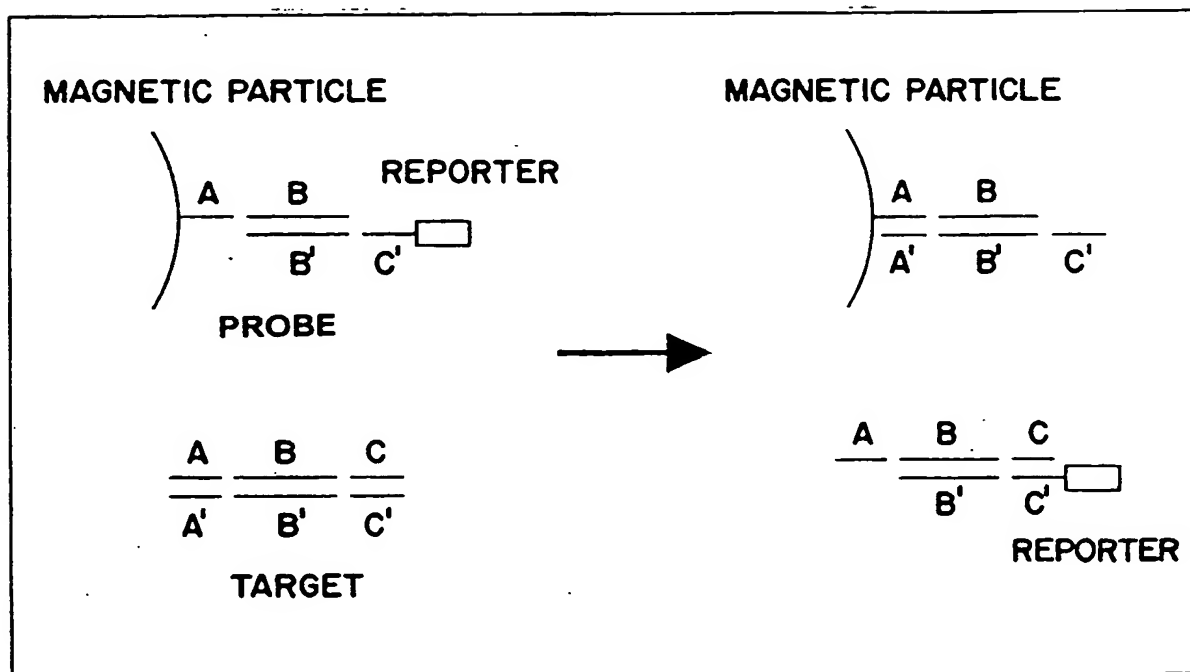 MAGNETIC PARTICLE
A B REPORTER
B' C'
PROBE
A B C
A' B' C'
TARGET
MAGNETIC PARTICLE
A B
A' B' C'
A B C
B' C'
REPORTER